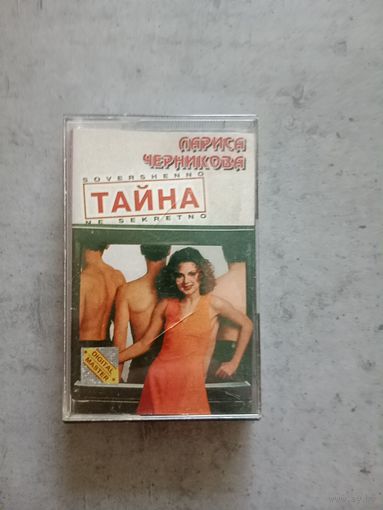 ЛАРИСА
ЧЕРНИКОВА
SOVERSHENNO
ТАЙНА
NE SEKRETNO
DIGITAL
MASTER